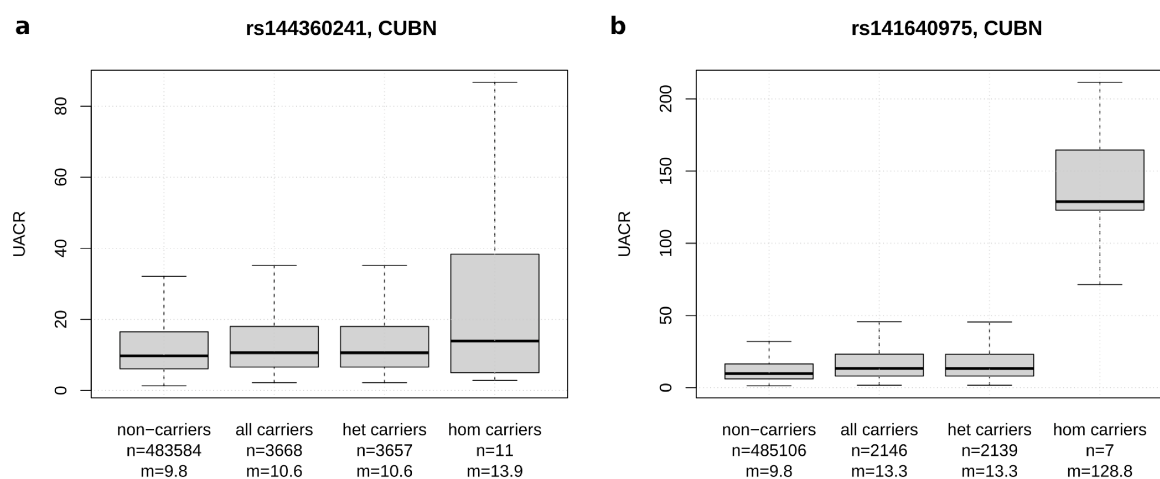 a
rs144360241, CUBN
UACR
80
60
40
20
0
non−carriers all carriers het carriers hom carriers
n=483584 n=3668 n=3657 n=11
m=9.8 m=10.6 m=10.6 m=13.9
b
rs141640975, CUBN
UACR
200
150
100
50
0
non−carriers all carriers het carriers hom carriers
n=485106 n=2146 n=2139 n=7
m=9.8 m=13.3 m=13.3 m=128.8